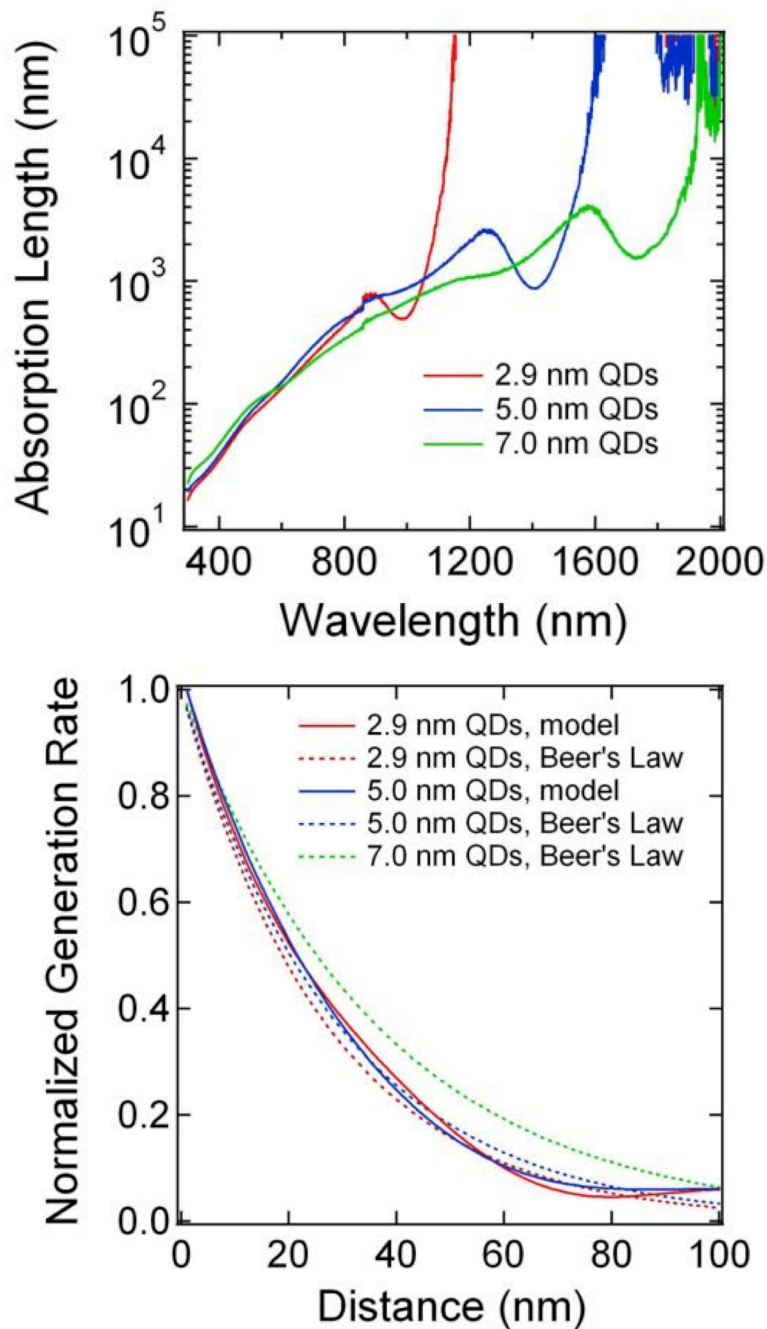 Absorption Length (nm)
10^5
10^4
10^3
10^2
10^1
2.9 nm QDs
5.0 nm QDs
7.0 nm QDs
400 800 1200 1600 2000
Wavelength (nm)
Normalized Generation Rate
1.0
0.8
0.6
0.4
0.2
0.0
2.9 nm QDs, model
2.9 nm QDs, Beer's Law
5.0 nm QDs, model
5.0 nm QDs, Beer's Law
7.0 nm QDs, Beer's Law
0 20 40 60 80 100
Distance (nm)